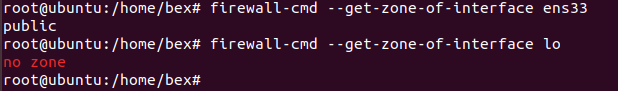 root@ubuntu:/home/bex# firewall-cmd --get-zone-of-interface ens33
public
root@ubuntu:/home/bex# firewall-cmd --get-zone-of-interface lo
no zone
root@ubuntu:/home/bex#